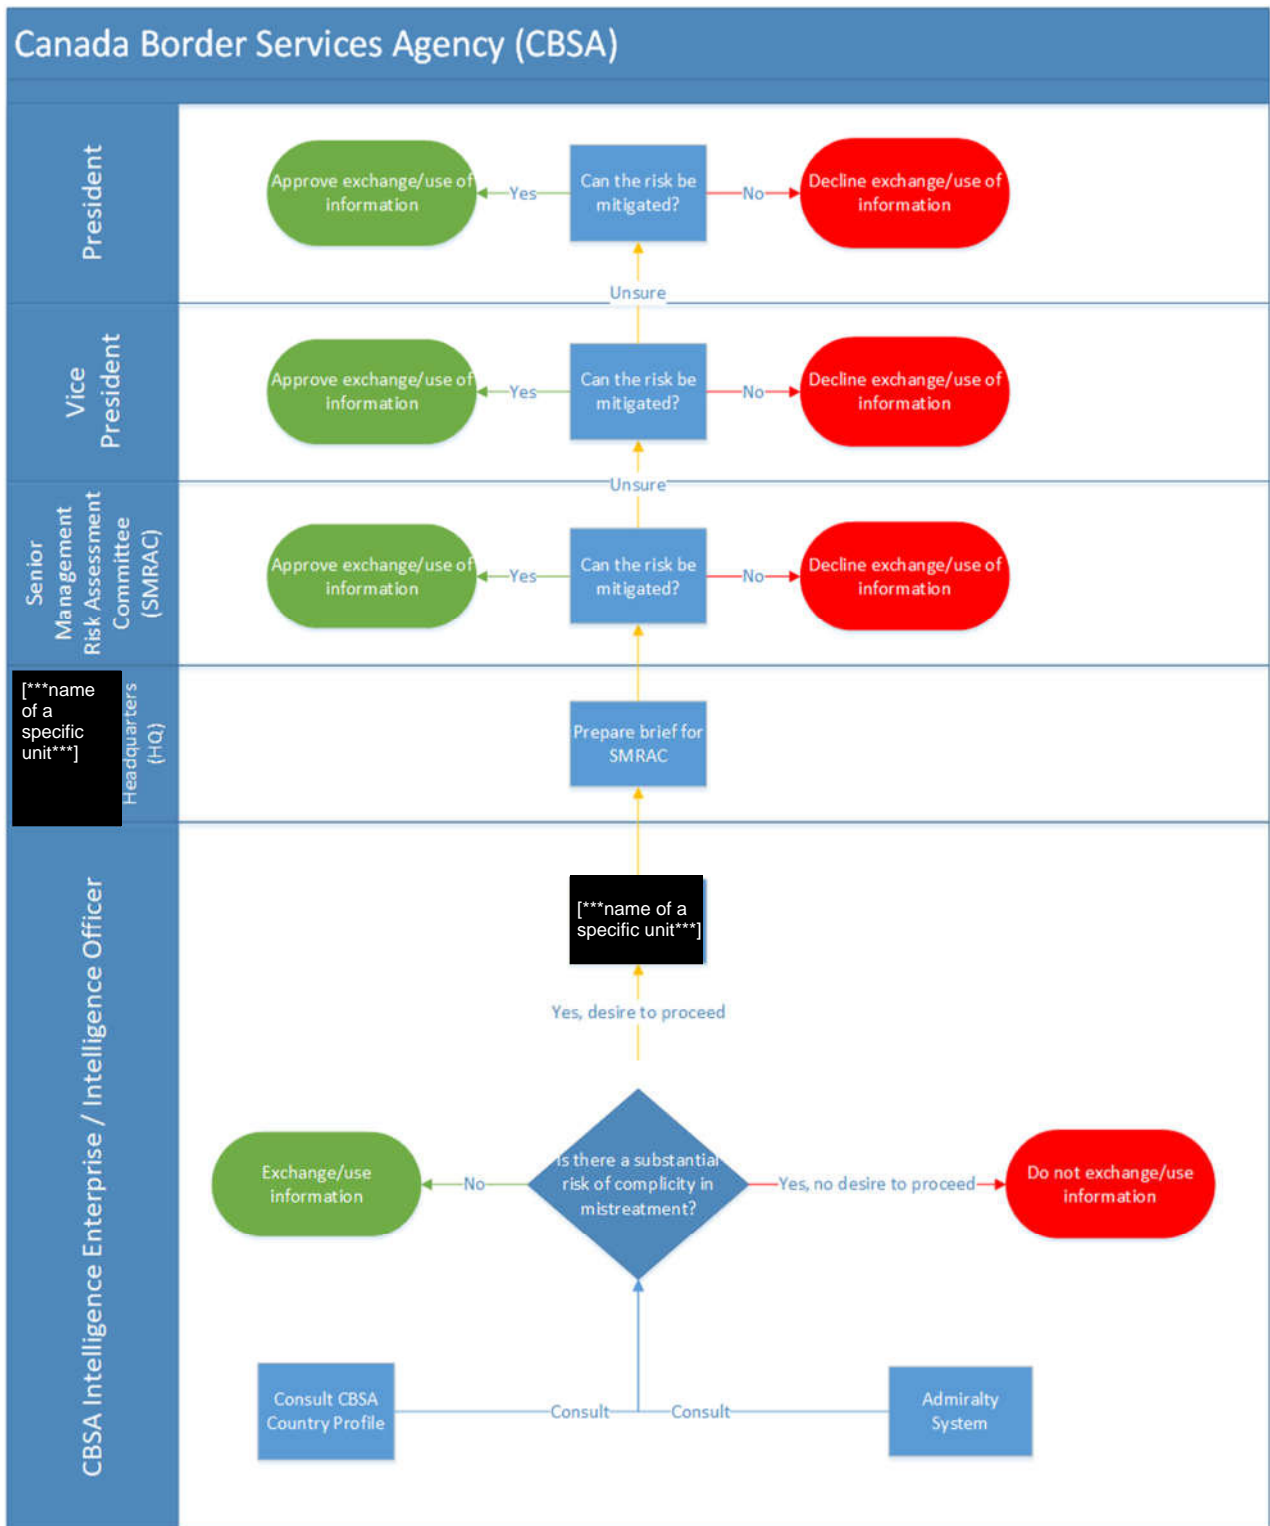 Canada Border Services Agency (CBSA)
President
Approve exchange/use of
information
Yes
Can the risk be
mitigated?
No
Decline exchange/use of
information
Unsure
Vice
President
Approve exchange/use of
information
Yes
Can the risk be
mitigated?
No
Decline exchange/use of
information
Unsure
Senior
Management
Risk Assessment
Committee
(SMRAC)
Approve exchange/use of
information
Yes
Can the risk be
mitigated?
No
Decline exchange/use of
information
[***name
of a
specific
unit***]
Headquarters
(HQ)
Prepare brief for
SMRAC
CBSA Intelligence Enterprise / Intelligence Officer
[***name of a
specific unit***]
Yes, desire to proceed
Exchange/use
information
No
Is there a substantial
risk of complicity in
mistreatment?
Yes, no desire to proceed
Do not exchange/use
information
Consult CBSA
Country Profile
Consult
Consult
Admiralty
System